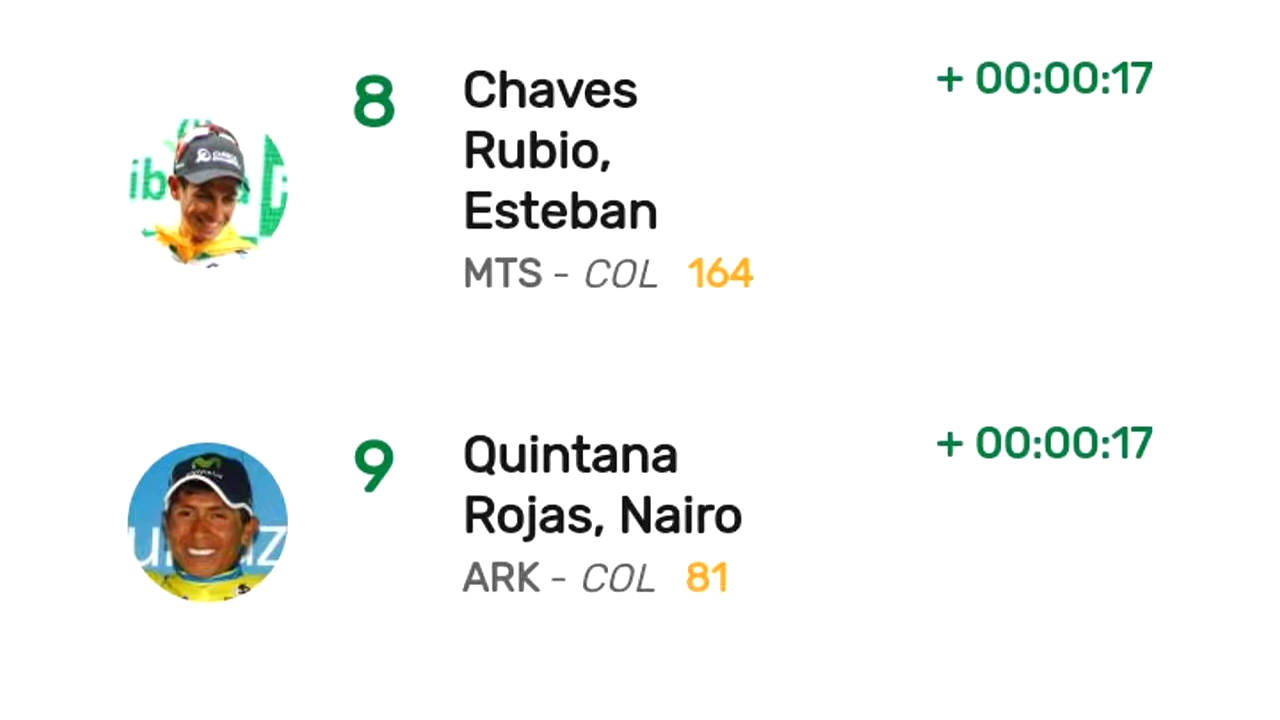 8
Chaves
Rubio,
Esteban
+ 00:00:17
MTS - COL 164
9
Quintana
Rojas, Nairo
+ 00:00:17
ARK - COL 81